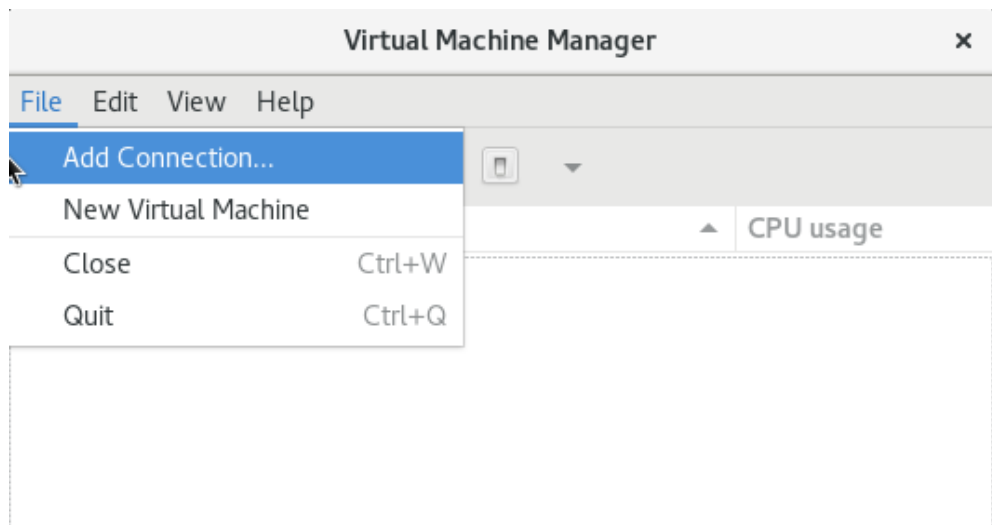 Virtual Machine Manager
File Edit View Help
Add Connection...
New Virtual Machine
CPU usage
Close Ctrl+W
Quit Ctrl+Q